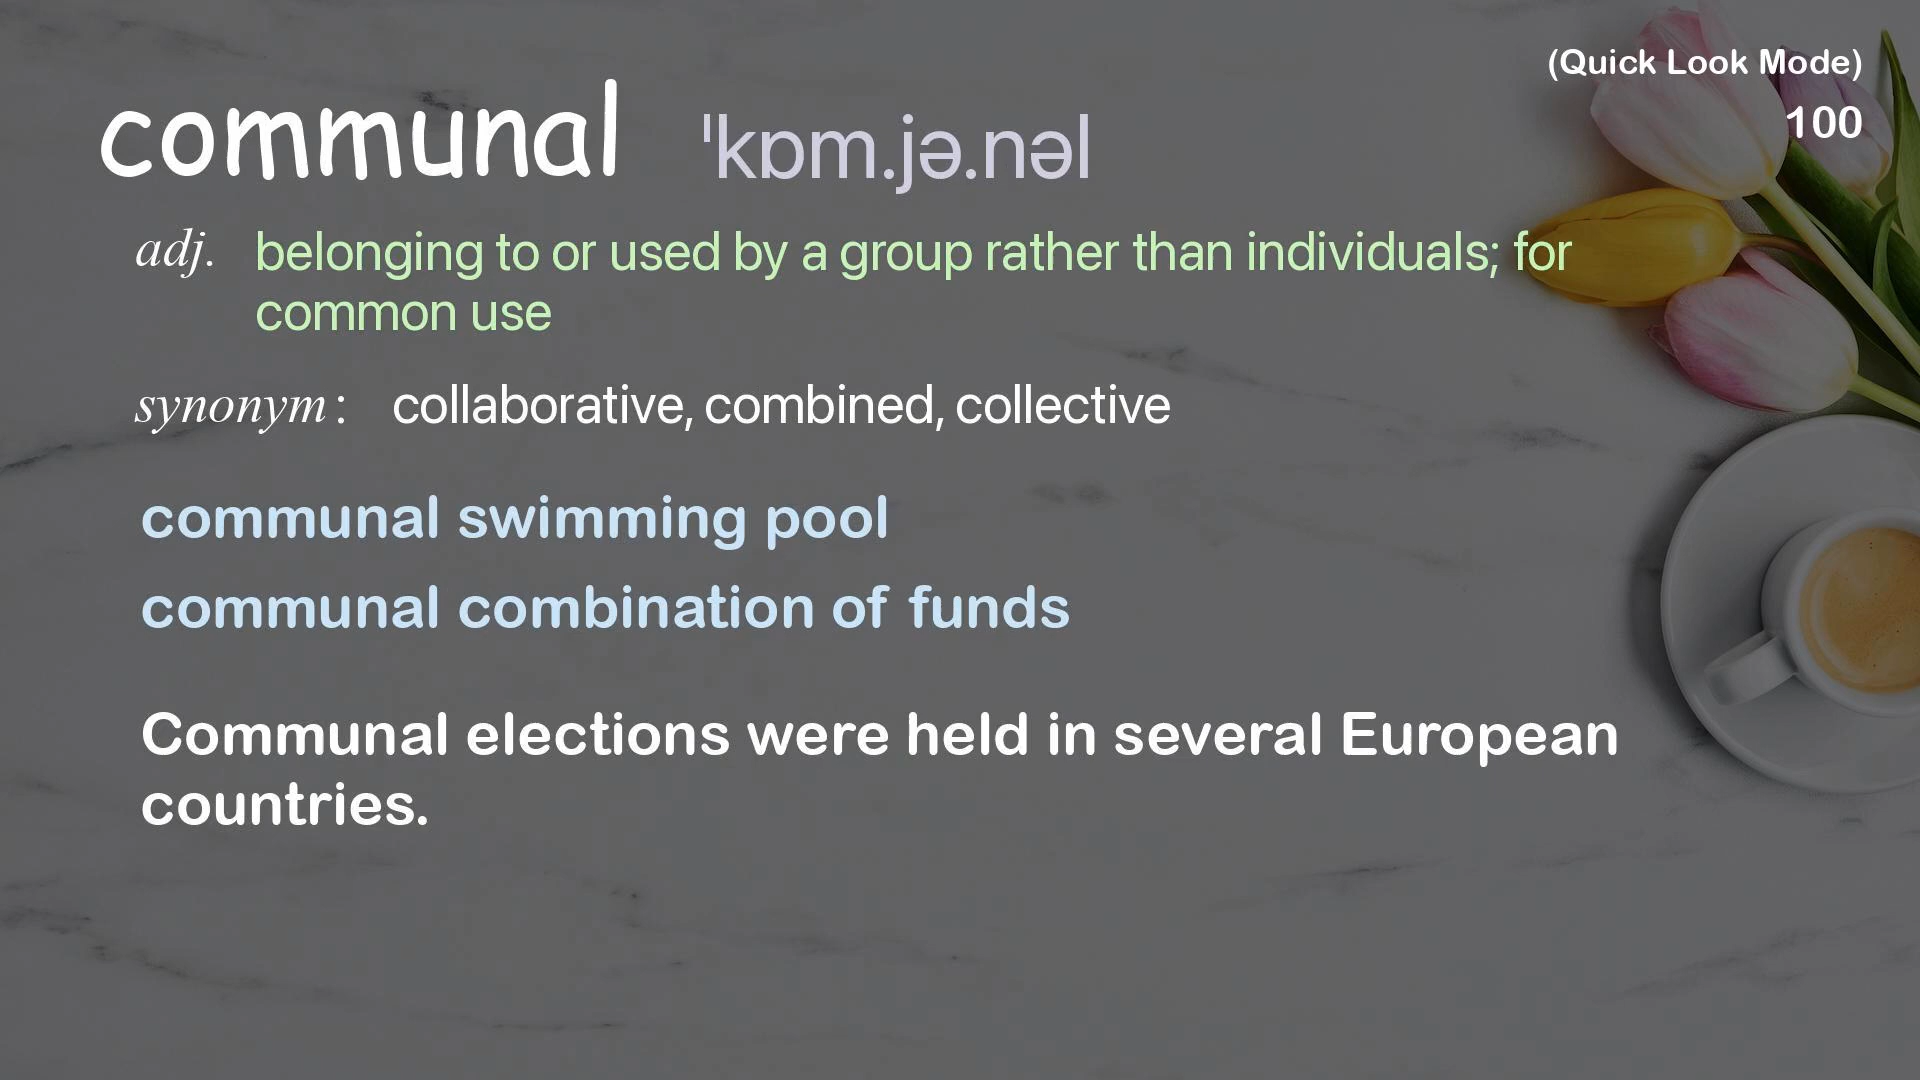 (Quick Look Mode)
100
communal ˈkɒm.jə.nəl
adj. belonging to or used by a group rather than individuals; for
common use
synonym: collaborative, combined, collective
communal swimming pool
communal combination of funds
Communal elections were held in several European
countries.